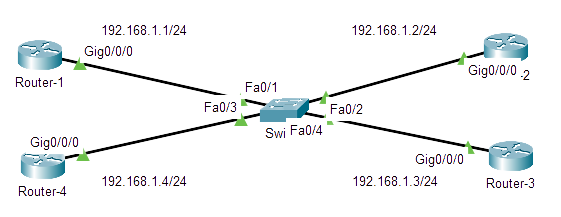 192.168.1.1/24
192.168.1.2/24
Gig0/0/0
Router-1
Gig0/0/0
-2
Fa0/1
Fa0/3
Fa0/2
Swi
Fa0/4
Gig0/0/0
Router-4
192.168.1.4/24
Gig0/0/0
192.168.1.3/24
Router-3